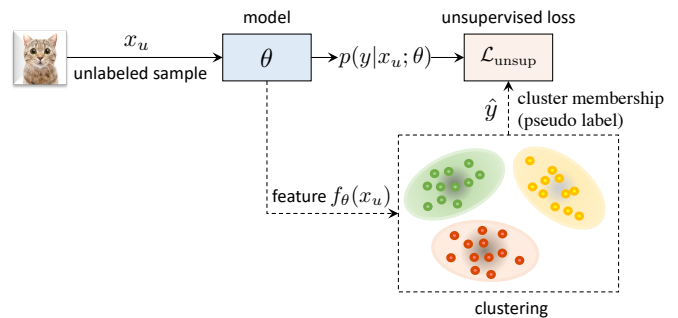 model
unsupervised loss
x_u
unlabeled sample
θ
p(y|x_u; θ)
ℒ_unsup
ŷ
cluster membership
(pseudo label)
feature f_θ(x_u)
clustering